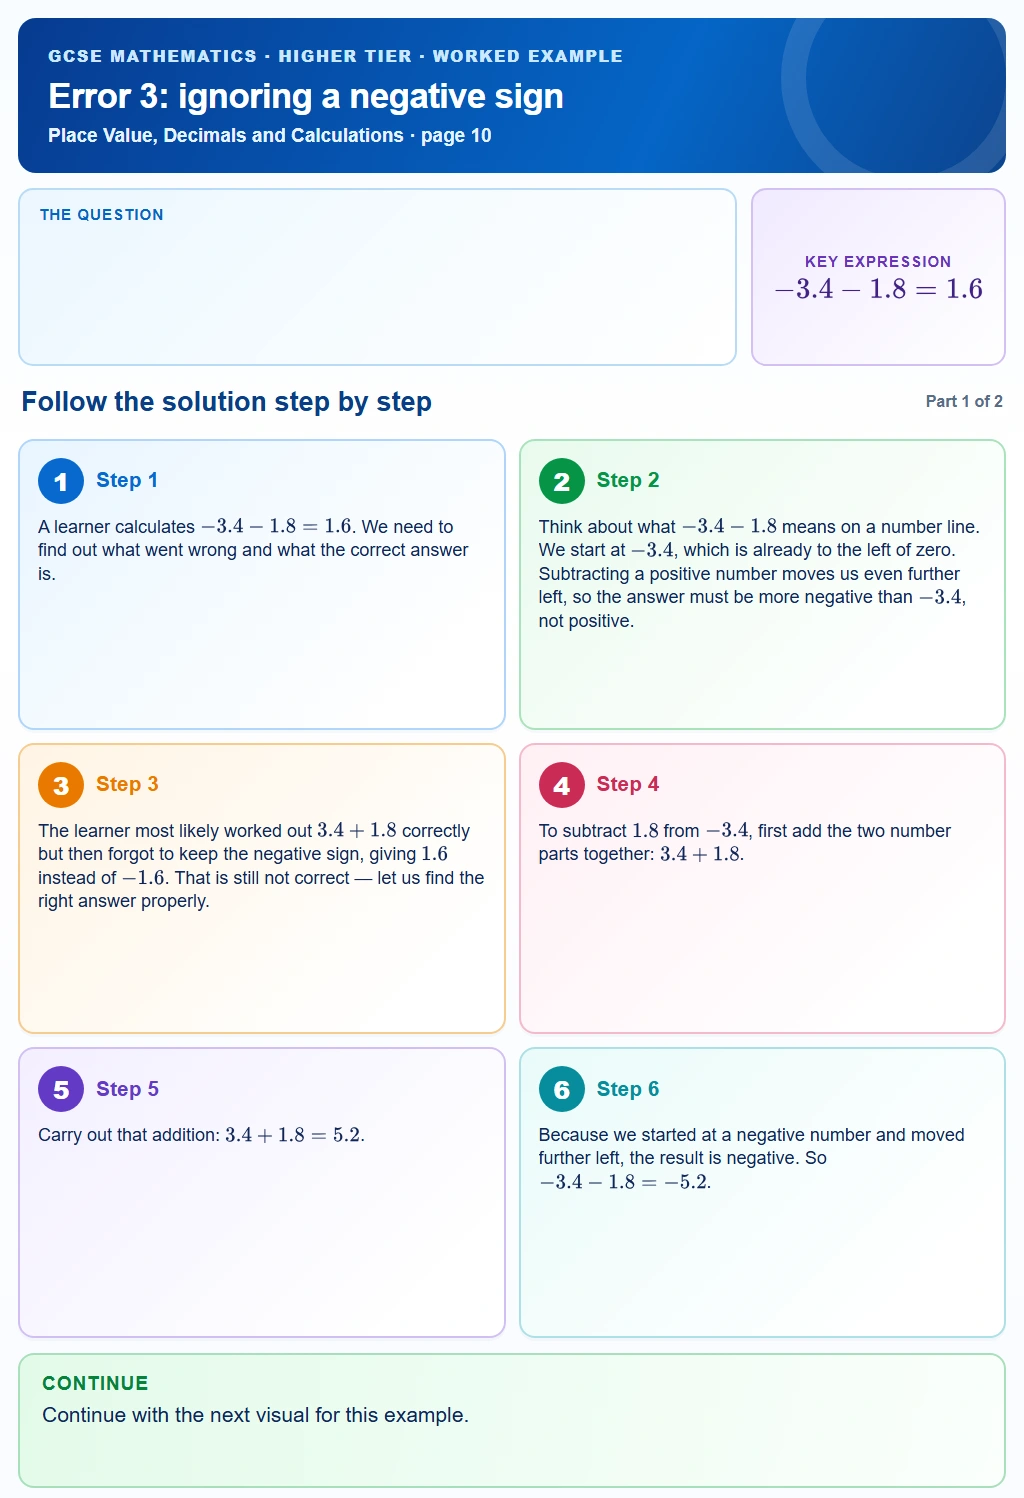 GCSE MATHEMATICS · HIGHER TIER · WORKED EXAMPLE
Error 3: ignoring a negative sign
Place Value, Decimals and Calculations · page 10
THE QUESTION
KEY EXPRESSION
−3.4 − 1.8 = 1.6
Follow the solution step by step
Part 1 of 2
1 Step 1
A learner calculates −3.4 − 1.8 = 1.6. We need to
find out what went wrong and what the correct answer
is.
2 Step 2
Think about what −3.4 − 1.8 means on a number line.
We start at −3.4, which is already to the left of zero.
Subtracting a positive number moves us even further
left, so the answer must be more negative than −3.4,
not positive.
3 Step 3
The learner most likely worked out 3.4 + 1.8 correctly
but then forgot to keep the negative sign, giving 1.6
instead of −1.6. That is still not correct — let us find the
right answer properly.
4 Step 4
To subtract 1.8 from −3.4, first add the two number
parts together: 3.4 + 1.8.
5 Step 5
Carry out that addition: 3.4 + 1.8 = 5.2.
6 Step 6
Because we started at a negative number and moved
further left, the result is negative. So
−3.4 − 1.8 = −5.2.
CONTINUE
Continue with the next visual for this example.